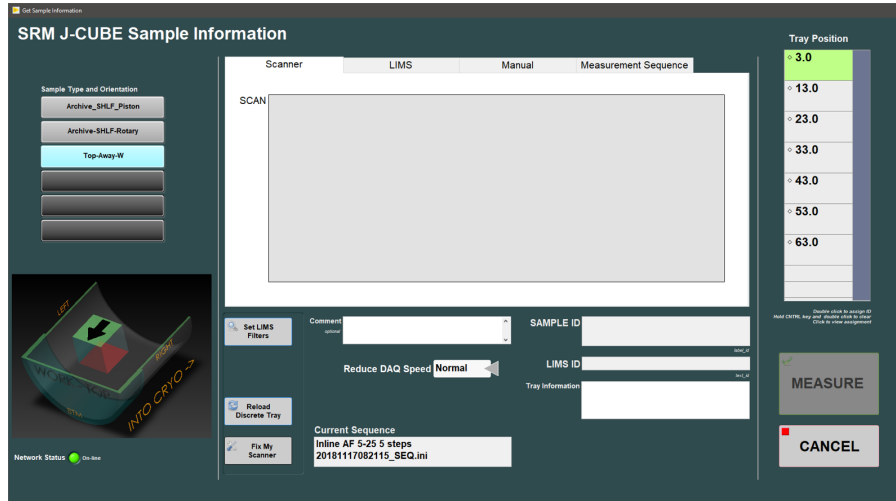 Get Sample Information
SRM J-CUBE Sample Information
Sample Type and Orientation
Archive_SHLF_Piston
Archive-SHLF-Rotary
Top-Away-W
LEFT
RIGHT
INTO CRYO ->
Network Status
On-line
Scanner
LIMS
Manual
Measurement Sequence
SCAN
Set LIMS
Filters
Reload
Discrete Tray
Fix My
Scanner
Comment
optional
Reduce DAQ Speed
Normal
Current Sequence
Inline AF 5-25 5 steps
20181117082115_SEQ.ini
SAMPLE ID
label_id
LIMS ID
text_id
Tray Information
Tray Position
3.0
13.0
23.0
33.0
43.0
53.0
63.0
Double click to assign ID
Hold CNTRL key and double click to clear
Click to view assignment
MEASURE
CANCEL